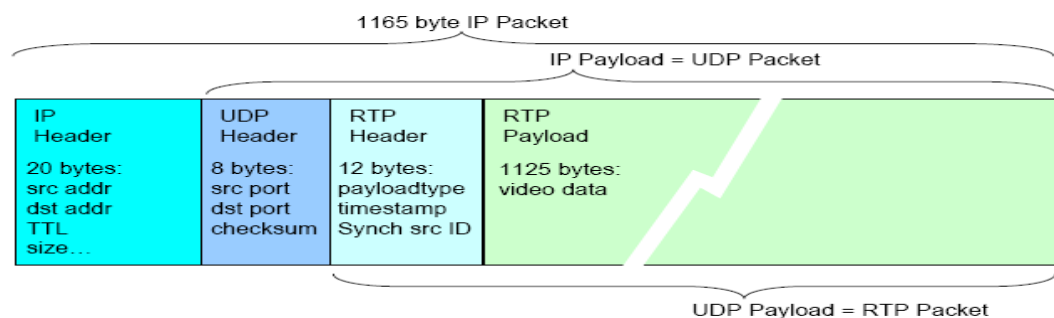 1165 byte IP Packet
IP Payload = UDP Packet
IP
Header
20 bytes:
src addr
dst addr
TTL
size...
UDP
Header
8 bytes:
src port
dst port
checksum
RTP
Header
12 bytes:
payloadtype
timestamp
Synch src ID
RTP
Payload
1125 bytes:
video data
UDP Payload = RTP Packet